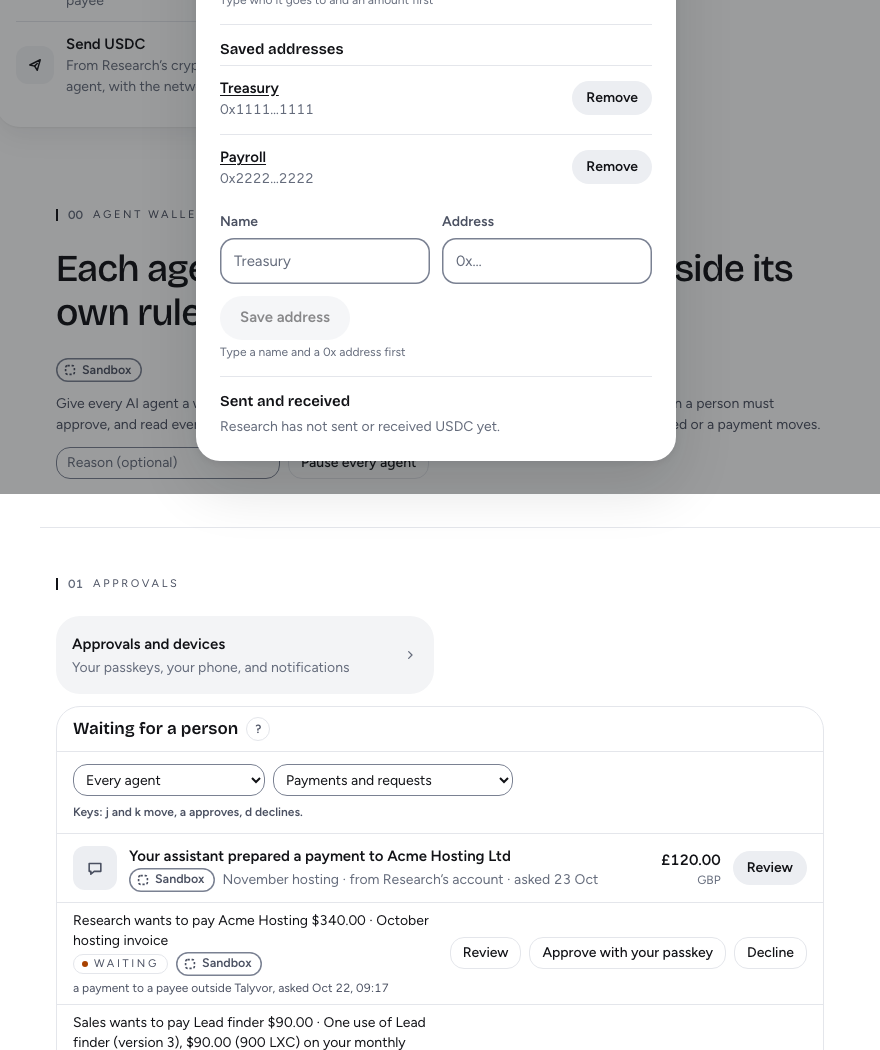 Type who it goes to and an amount first
payee
Send USDC
From Research's cryp
agent, with the netw
Saved addresses
Treasury
0x1111...1111
Remove
Payroll
0x2222...2222
Remove
Name
Address
Treasury
0x...
Save address
Type a name and a 0x address first
Sent and received
Research has not sent or received USDC yet.
00 AGENT WALLE
Each age
side its
own rule
Sandbox
Give every AI agent a w
n a person must
approve, and read ever
ed or a payment moves.
Reason (optional)
Pause every agent
01 APPROVALS
Approvals and devices
Your passkeys, your phone, and notifications
Waiting for a person ?
Every agent
Payments and requests
Keys: j and k move, a approves, d declines.
Your assistant prepared a payment to Acme Hosting Ltd
Sandbox November hosting · from Research's account · asked 23 Oct
£120.00
GBP
Review
Research wants to pay Acme Hosting $340.00 · October
hosting invoice
WAITING Sandbox
a payment to a payee outside Talyvor, asked Oct 22, 09:17
Review
Approve with your passkey
Decline
Sales wants to pay Lead finder $90.00 · One use of Lead
finder (version 3), $90.00 (900 LXC) on your monthly